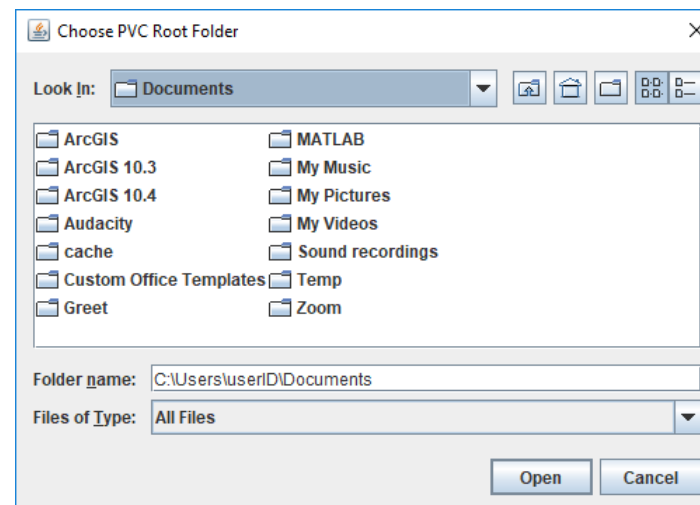 Choose PVC Root Folder
Look In: Documents
ArcGIS MATLAB
ArcGIS 10.3 My Music
ArcGIS 10.4 My Pictures
Audacity My Videos
cache Sound recordings
Custom Office Templates Temp
Greet Zoom
Folder name: C:\Users\userID\Documents
Files of Type: All Files
Open Cancel